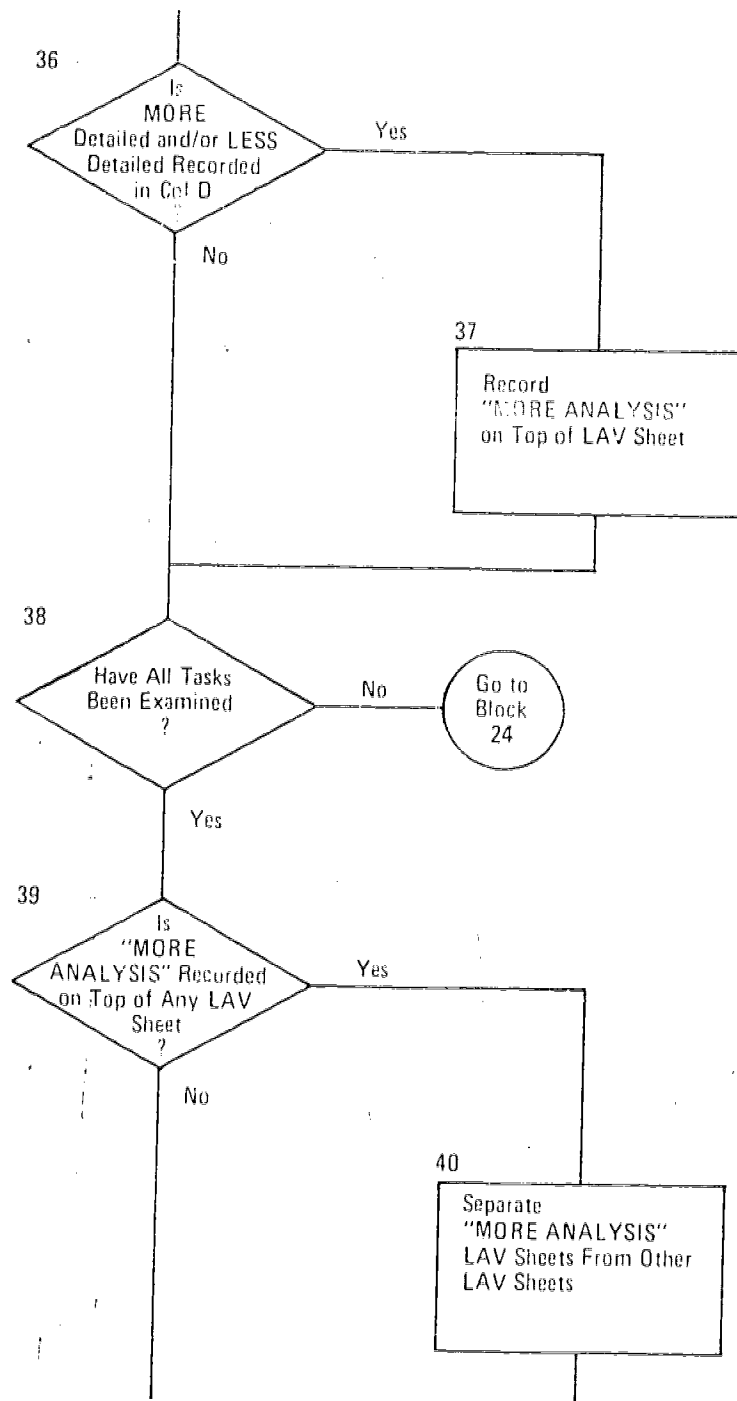 36
Is
MORE
Detailed and/or LESS
Detailed Recorded
in Col D
?
Yes
No
37
Record
"MORE ANALYSIS"
on Top of LAV Sheet
38
Have All Tasks
Been Examined
?
No
Go to
Block
24
Yes
39
Is
"MORE
ANALYSIS" Recorded
on Top of Any LAV
Sheet
?
Yes
No
40
Separate
"MORE ANALYSIS"
LAV Sheets From Other
LAV Sheets